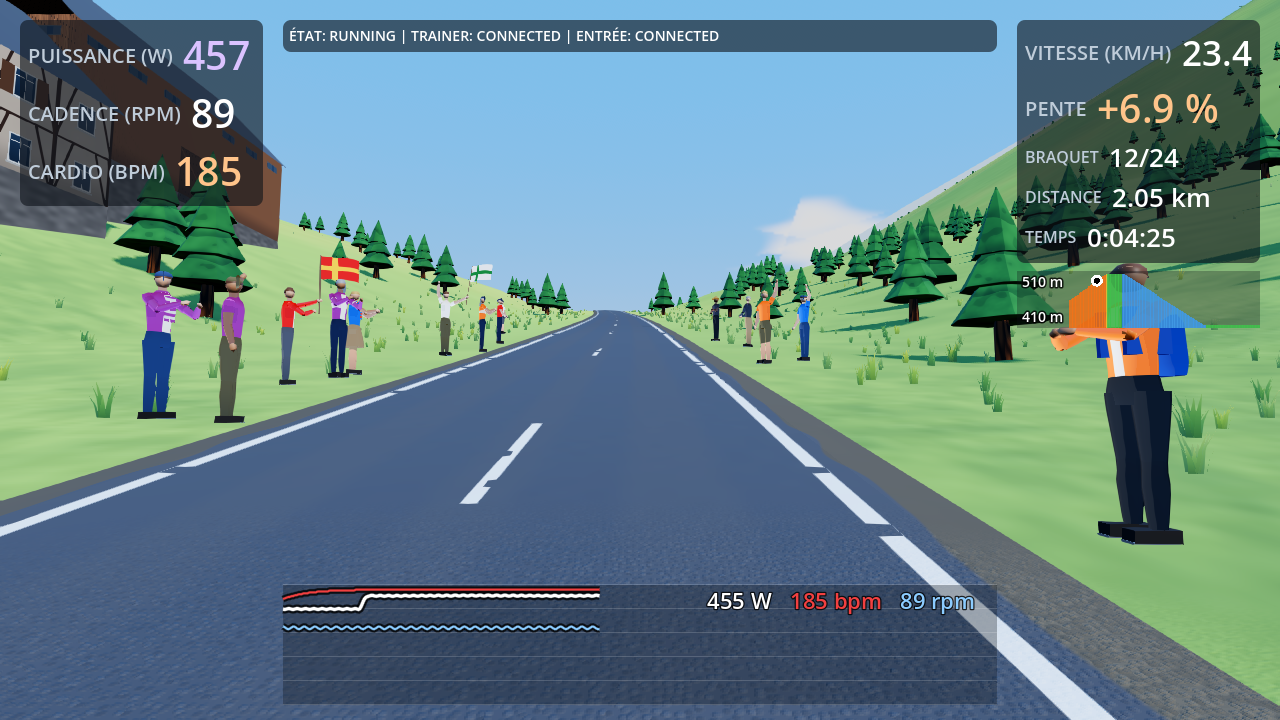 PUISSANCE (W) 457
CADENCE (RPM) 89
CARDIO (BPM) 185
ÉTAT: RUNNING | TRAINER: CONNECTED | ENTRÉE: CONNECTED
VITESSE (KM/H) 23.4
PENTE +6.9 %
BRAQUET 12/24
DISTANCE 2.05 km
TEMPS 0:04:25
510 m
410 m
455 W 185 bpm 89 rpm